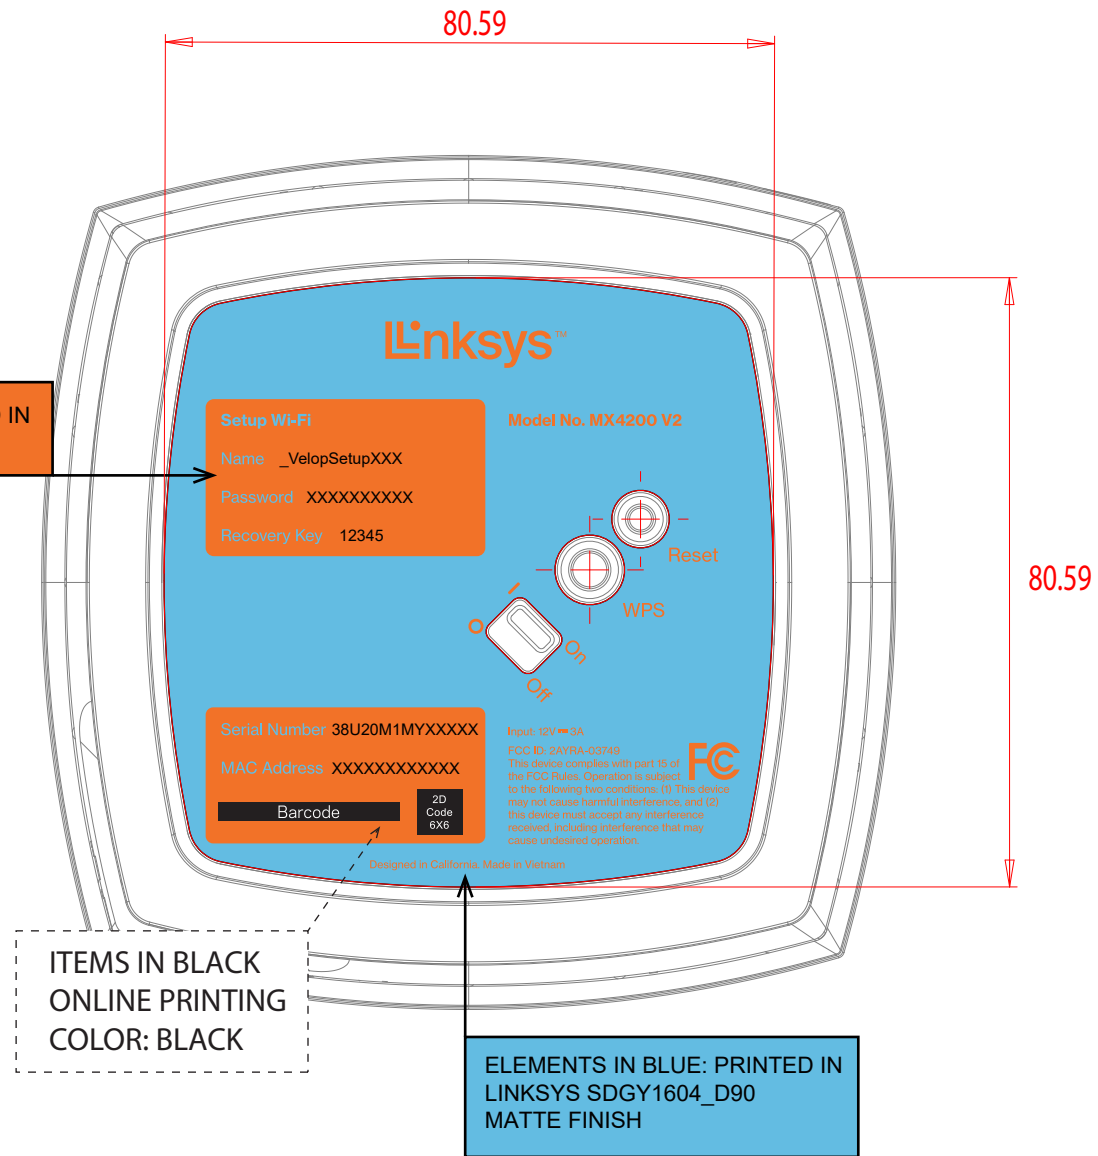 80.59
Linksys™
IN
Setup Wi-Fi
Name _VelopSetupXXX
Password XXXXXXXXXX
Recovery Key 12345
Model No. MX4200 V2
Reset
WPS
80.59
I
O
On
Off
Serial Number 38U20M1MYXXXXX
MAC Address XXXXXXXXXXXX
Barcode
2D
Code
6X6
Input: 12V⎓3A
FCC ID: 2AYRA-03749
This device complies with part 15 of
the FCC Rules. Operation is subject
to the following two conditions: (1) This device
may not cause harmful interference, and (2)
this device must accept any interference
received, including interference that may
cause undesired operation.
FC
Designed in California. Made in Vietnam
ITEMS IN BLACK
ONLINE PRINTING
COLOR: BLACK
ELEMENTS IN BLUE: PRINTED IN
LINKSYS SDGY1604_D90
MATTE FINISH